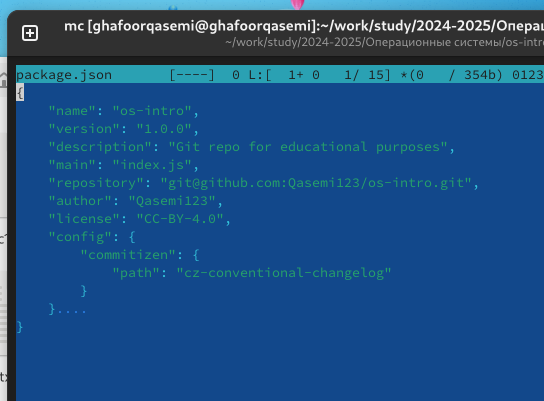 mc [ghafoorqasemi@ghafoorqasemi]:~/work/study/2024-2025/Операци
~/work/study/2024-2025/Операционные системы/os-intro
package.json [----] 0 L:[ 1+ 0 1/ 15] *(0 / 354b) 0123
{
    "name": "os-intro",
    "version": "1.0.0",
    "description": "Git repo for educational purposes",
    "main": "index.js",
    "repository": "git@github.com:Qasemi123/os-intro.git",
    "author": "Qasemi123",
    "license": "CC-BY-4.0",
    "config": {
        "commitizen": {
            "path": "cz-conventional-changelog"
        }
    }....
}